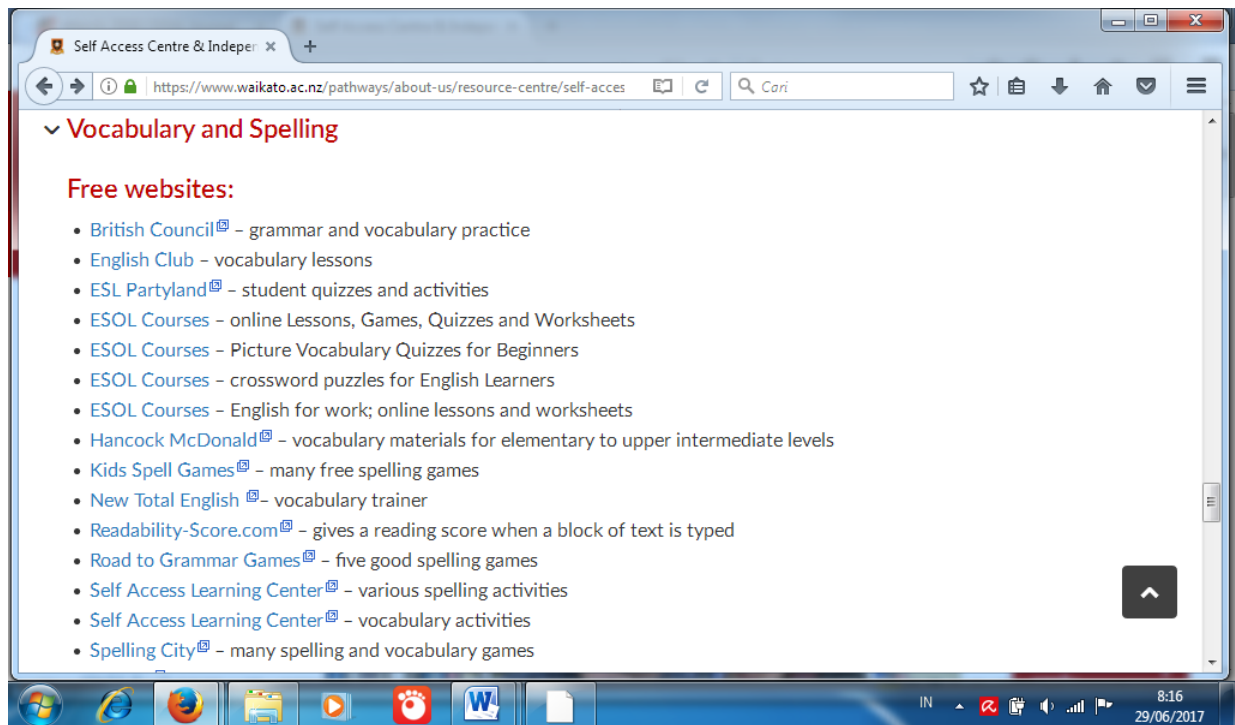 Self Access Centre & Indepen
https://www.waikato.ac.nz/pathways/about-us/resource-centre/self-acces
Cari
Vocabulary and Spelling
Free websites:
• British Council – grammar and vocabulary practice
• English Club – vocabulary lessons
• ESL Partyland – student quizzes and activities
• ESOL Courses – online Lessons, Games, Quizzes and Worksheets
• ESOL Courses – Picture Vocabulary Quizzes for Beginners
• ESOL Courses – crossword puzzles for English Learners
• ESOL Courses – English for work; online lessons and worksheets
• Hancock McDonald – vocabulary materials for elementary to upper intermediate levels
• Kids Spell Games – many free spelling games
• New Total English – vocabulary trainer
• Readability-Score.com – gives a reading score when a block of text is typed
• Road to Grammar Games – five good spelling games
• Self Access Learning Center – various spelling activities
• Self Access Learning Center – vocabulary activities
• Spelling City – many spelling and vocabulary games
IN
8:16
29/06/2017